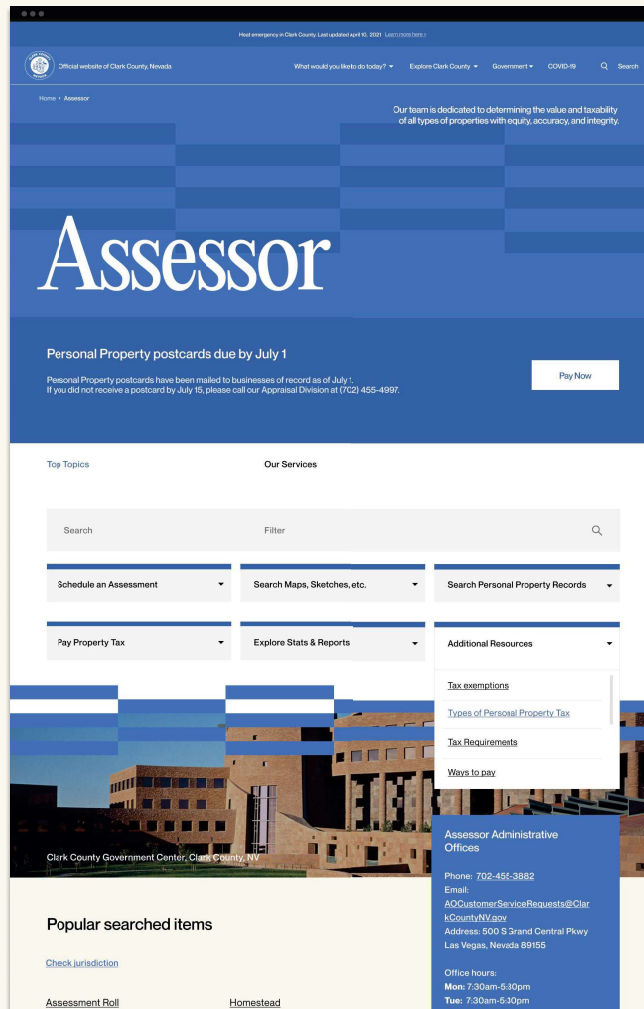 Heat emergency in Clark County. Last updated april 10, 2021 Learn more here >
Official website of Clark County, Nevada
What would you like to do today?
Explore Clark County
Government
COVID-19
Search
Home › Assessor
Our team is dedicated to determining the value and taxability
of all types of properties with equity, accuracy, and integrity.
Assessor
Personal Property postcards due by July 1
Personal Property postcards have been mailed to businesses of record as of July 1.
If you did not receive a postcard by July 15, please call our Appraisal Division at (702) 455-4997.
Pay Now
Top Topics
Our Services
Search
Filter
Schedule an Assessment
Search Maps, Sketches, etc.
Search Personal Property Records
Pay Property Tax
Explore Stats & Reports
Additional Resources
Tax exemptions
Types of Personal Property Tax
Tax Requirements
Ways to pay
Clark County Government Center, Clark County, NV
Assessor Administrative
Offices
Phone: 702-455-3882
Email:
AOCustomerServiceRequests@Clar
kCountyNV.gov
Address: 500 S Grand Central Pkwy
Las Vegas, Nevada 89155
Office hours:
Mon: 7:30am-5:30pm
Tue: 7:30am-5:30pm
Popular searched items
Check jurisdiction
Assessment Roll
Homestead